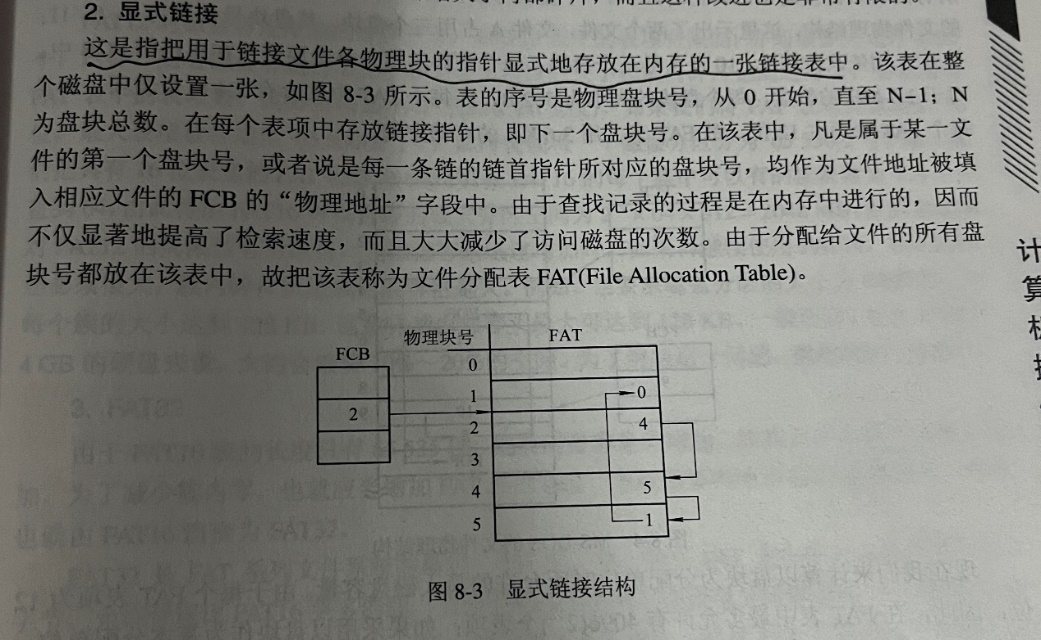 2. 显式链接
这是指把用于链接文件各物理块的指针显式地存放在内存的一张链接表中。该表在整
个磁盘中仅设置一张，如图 8-3 所示。表的序号是物理盘块号，从 0 开始，直至 N-1；N
为盘块总数。在每个表项中存放链接指针，即下一个盘块号。在该表中，凡是属于某一文
件的第一个盘块号，或者说是每一条链的链首指针所对应的盘块号，均作为文件地址被填
入相应文件的 FCB 的“物理地址”字段中。由于查找记录的过程是在内存中进行的，因而
不仅显著地提高了检索速度，而且大大减少了访问磁盘的次数。由于分配给文件的所有盘
块号都放在该表中，故把该表称为文件分配表 FAT(File Allocation Table)。
计
算
机
物理块号 FAT
FCB
0
1 0
2
2 4
3
4 5
5 1
图 8-3 显式链接结构